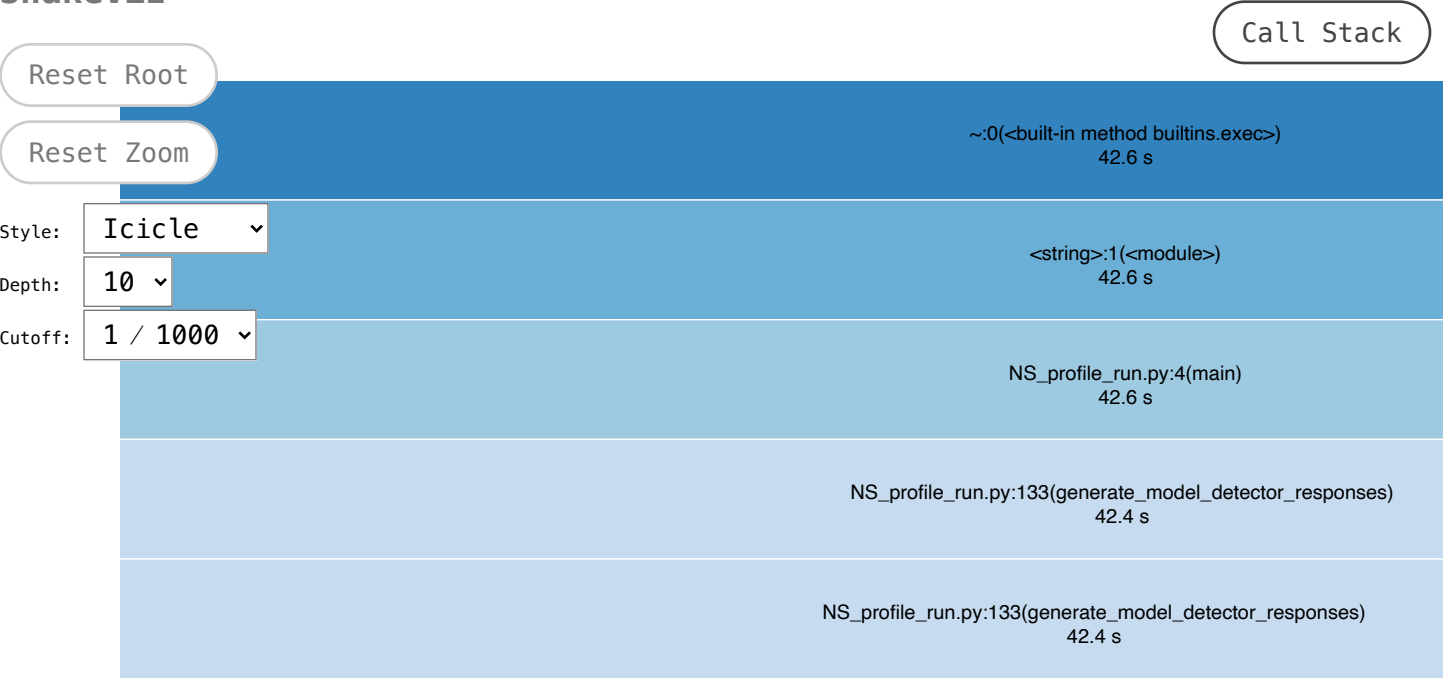 Call Stack
Reset Root
Reset Zoom
Style: Icicle
Depth: 10
Cutoff: 1 / 1000
~:0(<built-in method builtins.exec>)
42.6 s
<string>:1(<module>)
42.6 s
NS_profile_run.py:4(main)
42.6 s
NS_profile_run.py:133(generate_model_detector_responses)
42.4 s
NS_profile_run.py:133(generate_model_detector_responses)
42.4 s